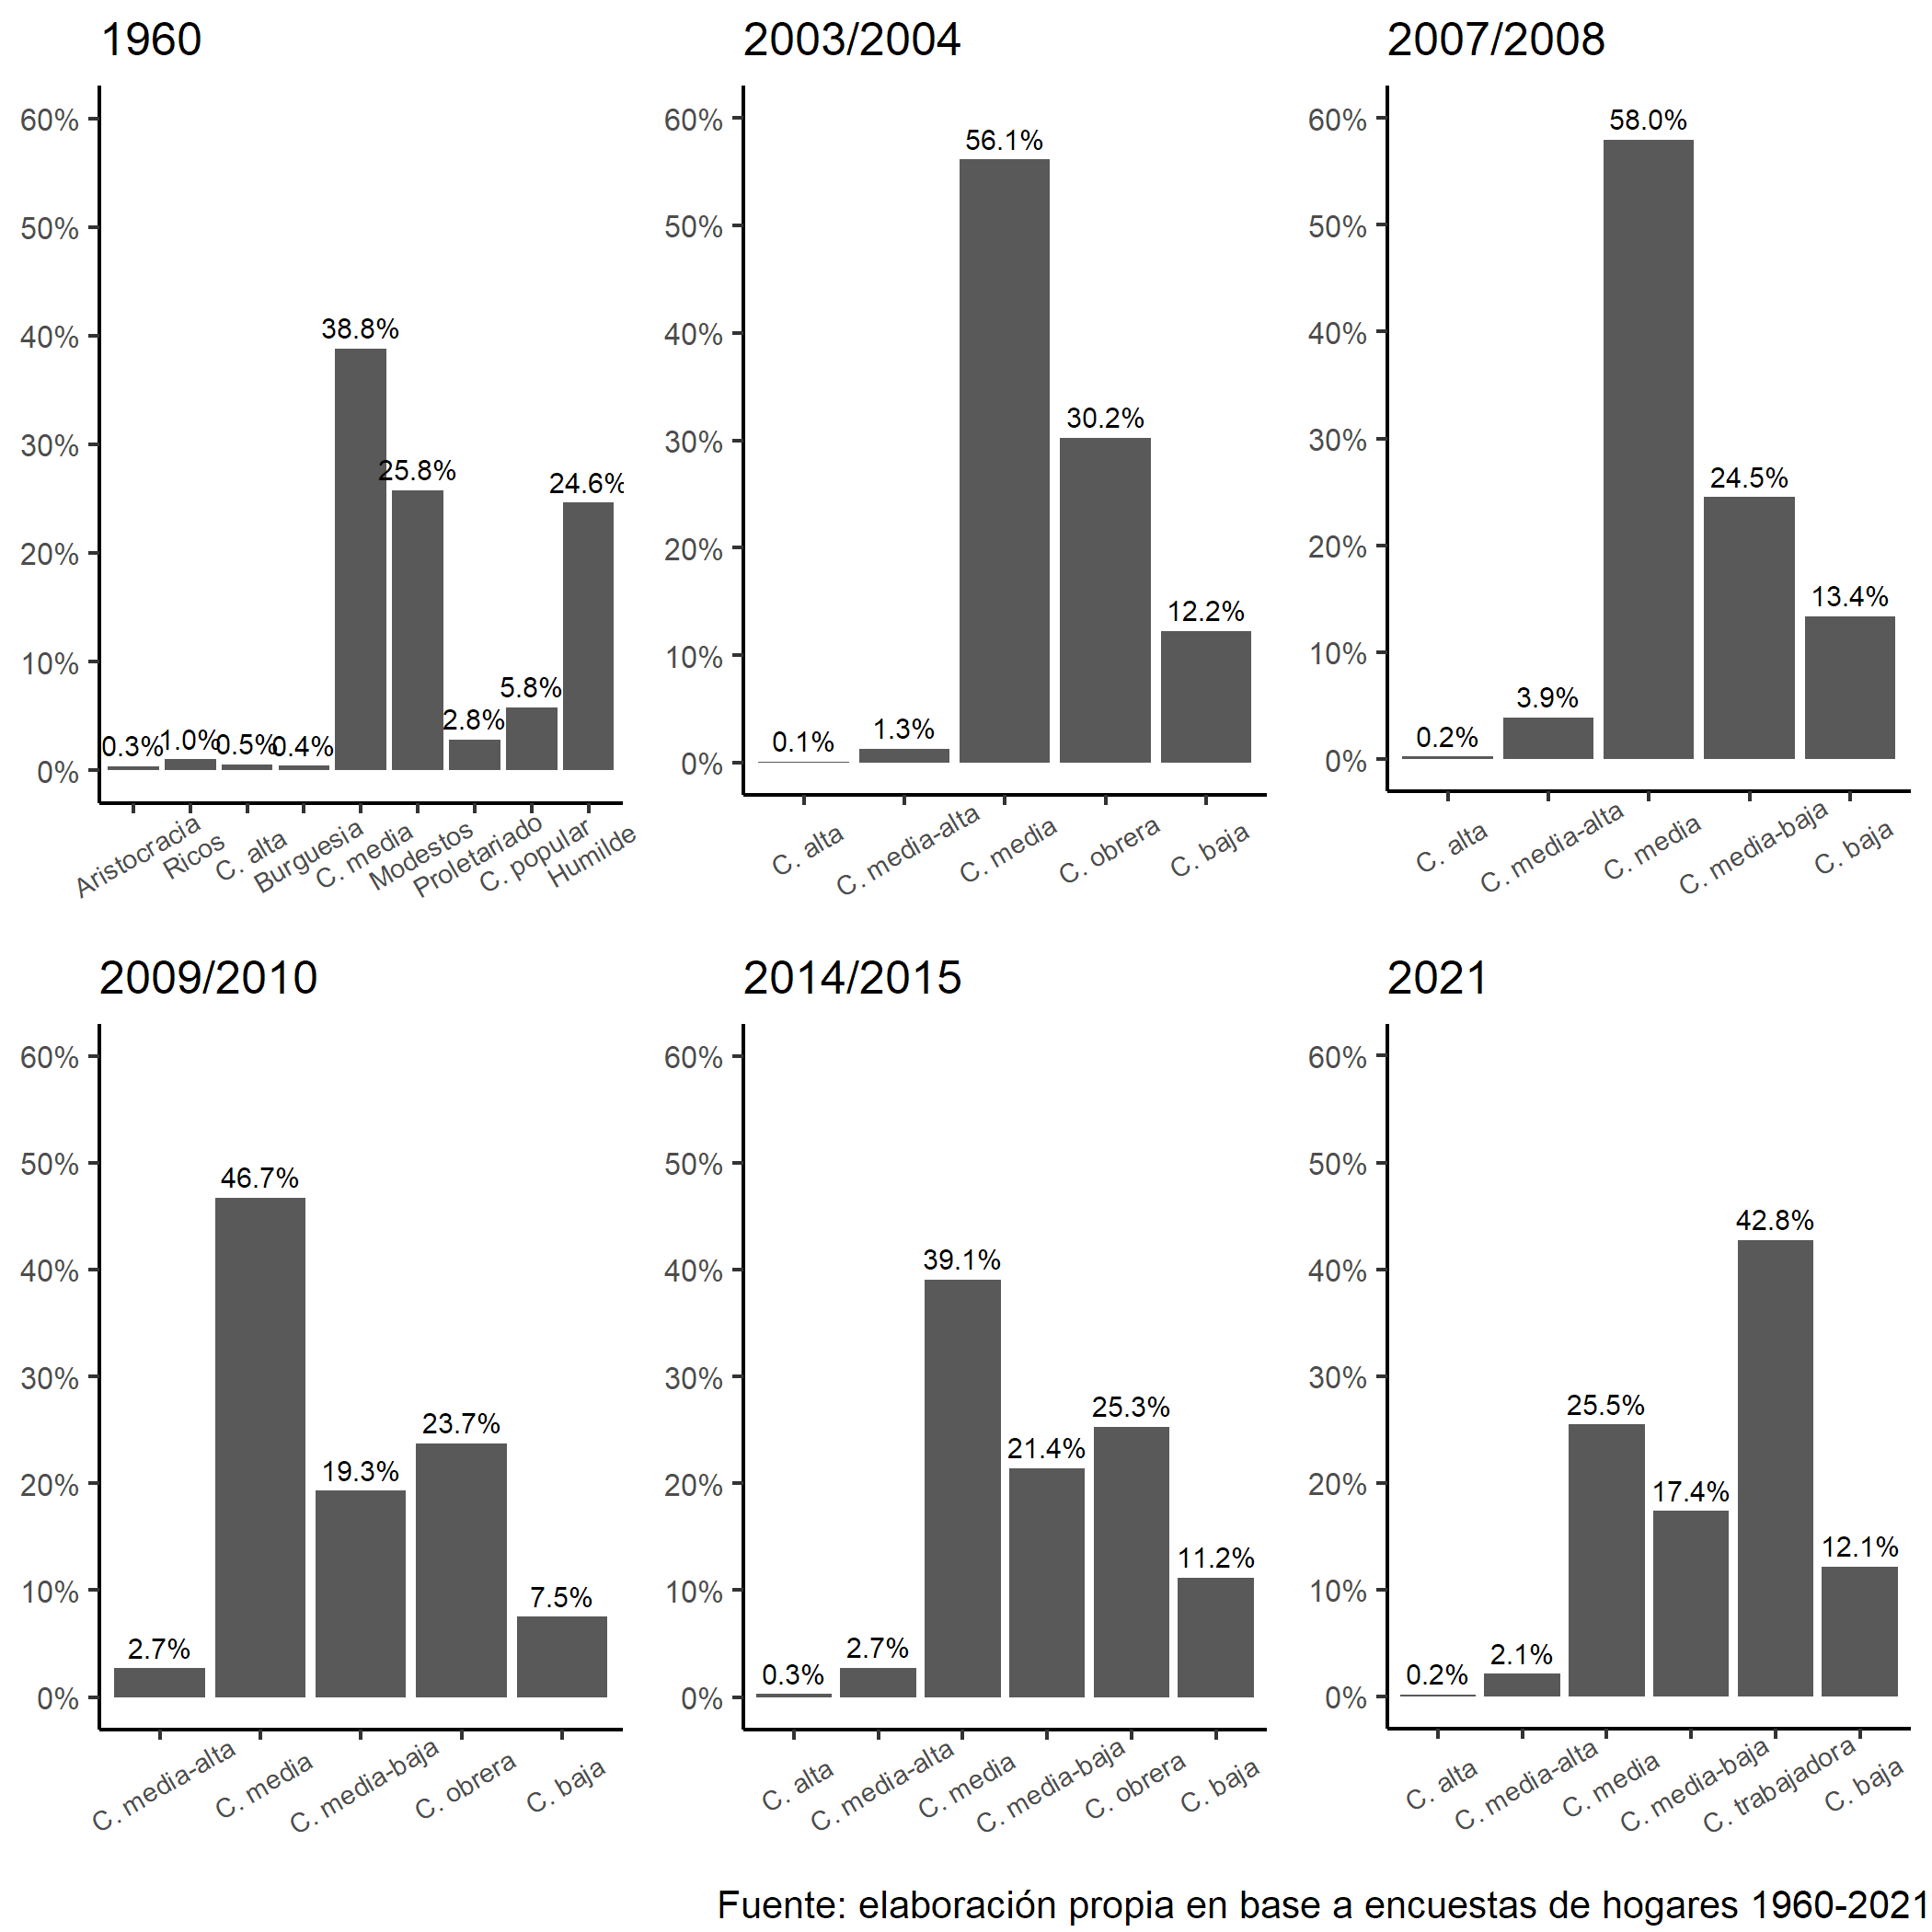 1960
60%
50%
40%
30%
20%
10%
0%
0.3%
1.0%
0.5%
0.4%
38.8%
25.8%
2.8%
5.8%
24.6%
Aristocracia
Ricos
C. alta
Burguesia
C. media
Modestos
Proletariado
C. popular
Humilde
2003/2004
60%
50%
40%
30%
20%
10%
0%
0.1%
1.3%
56.1%
30.2%
12.2%
C. alta
C. media-alta
C. media
C. obrera
C. baja
2007/2008
60%
50%
40%
30%
20%
10%
0%
0.2%
3.9%
58.0%
24.5%
13.4%
C. alta
C. media-alta
C. media
C. media-baja
C. baja
2009/2010
60%
50%
40%
30%
20%
10%
0%
2.7%
46.7%
19.3%
23.7%
7.5%
C. media-alta
C. media
C. media-baja
C. obrera
C. baja
2014/2015
60%
50%
40%
30%
20%
10%
0%
0.3%
2.7%
39.1%
21.4%
25.3%
11.2%
C. alta
C. media-alta
C. media
C. media-baja
C. obrera
C. baja
2021
60%
50%
40%
30%
20%
10%
0%
0.2%
2.1%
25.5%
17.4%
42.8%
12.1%
C. alta
C. media-alta
C. media
C. media-baja
C. trabajadora
C. baja
Fuente: elaboración propia en base a encuestas de hogares 1960-2021